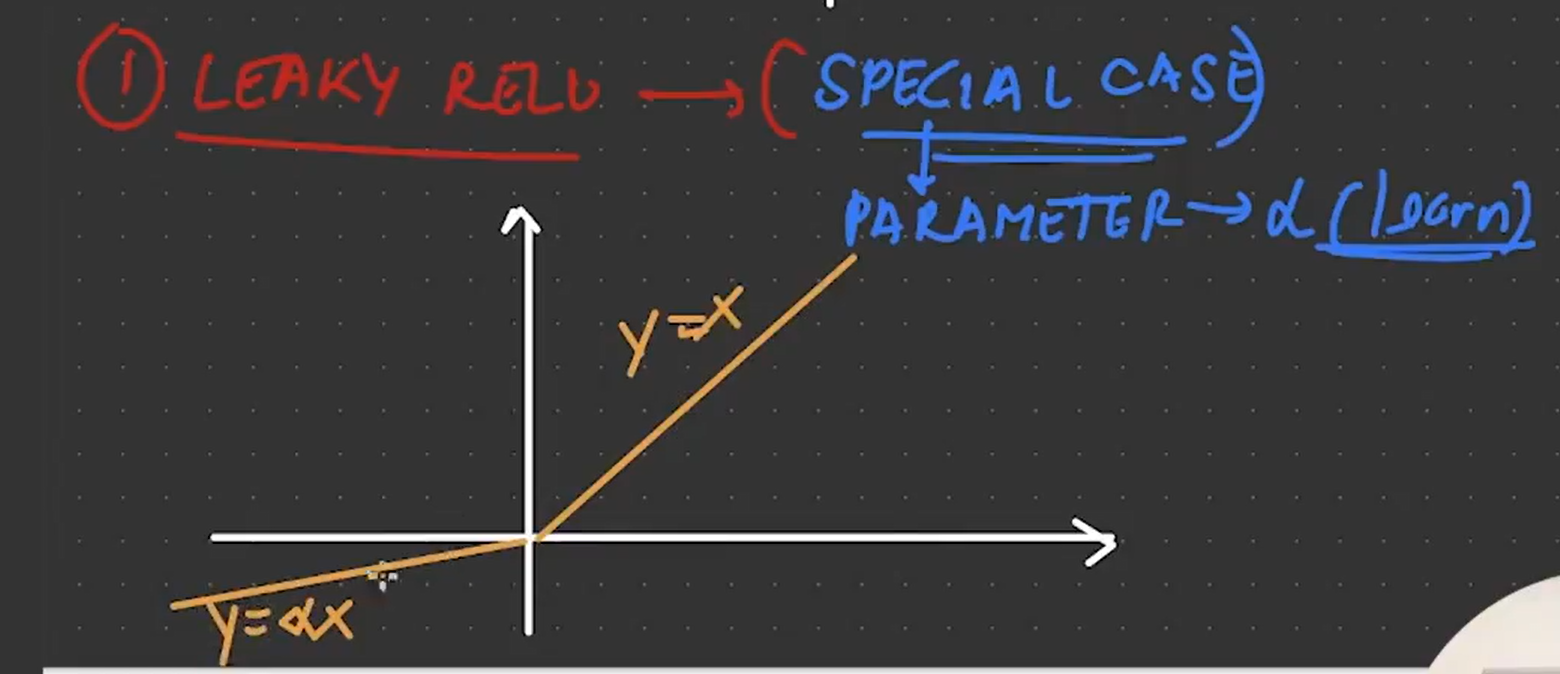 ① LEAKY RELU → (SPECIAL CASE)
PARAMETER → α (learn)
y = x
y = αx